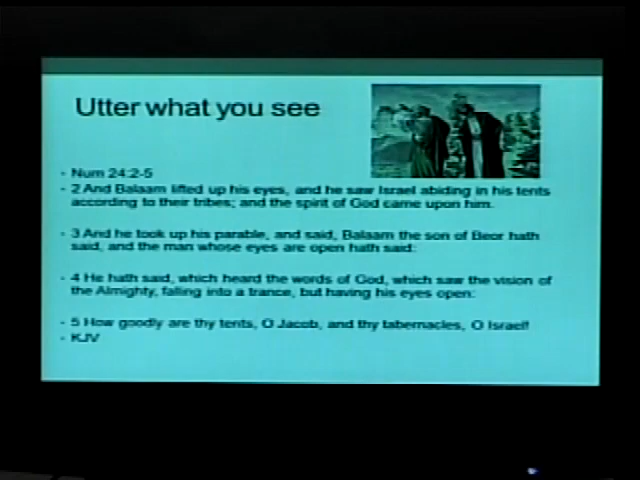 Utter what you see
- Num 24:2-5
- 2 And Balaam lifted up his eyes, and he saw Israel abiding in his tents
according to their tribes; and the spirit of God came upon him.
- 3 And he took up his parable, and said, Balaam the son of Beor hath
said, and the man whose eyes are open hath said:
- 4 He hath said, which heard the words of God, which saw the vision of
the Almighty, falling into a trance, but having his eyes open:
- 5 How goodly are thy tents, O Jacob, and thy tabernacles, O Israel!
- KJV